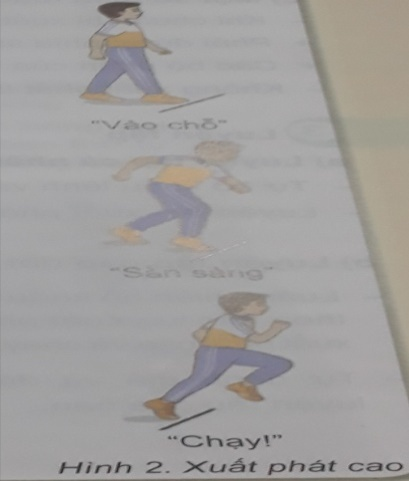 "Vào chỗ"
"Sẵn sàng"
"Chạy!"
Hình 2. Xuất phát cao